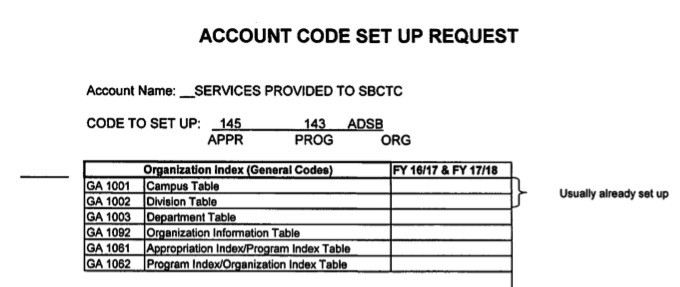 ACCOUNT CODE SET UP REQUEST
Account Name: __SERVICES PROVIDED TO SBCTC
CODE TO SET UP: 145 143 ADSB
APPR PROG ORG
Organization Index (General Codes) FY 16/17 & FY 17/18
GA 1001 Campus Table
GA 1002 Division Table
Usually already set up
GA 1003 Department Table
GA 1092 Organization Information Table
GA 1061 Appropriation Index/Program Index Table
GA 1062 Program Index/Organization Index Table